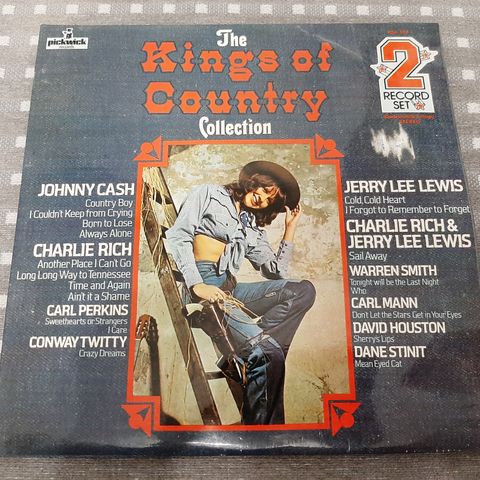 pickwick
The
Kings of
Country
Collection
2
RECORD
SET
JOHNNY CASH
Country Boy
I Couldn't Keep from Crying
Born to Lose
Always Alone
CHARLIE RICH
Another Place I Can't Go
Long Long Way to Tennessee
Time and Again
Ain't it a Shame
CARL PERKINS
Sweethearts or Strangers
I Care
CONWAY TWITTY
Crazy Dreams
JERRY LEE LEWIS
Cold, Cold Heart
I Forgot to Remember to Forget
CHARLIE RICH &
JERRY LEE LEWIS
Sail Away
WARREN SMITH
Tonight will be the Last Night
Who
CARL MANN
Don't Let the Stars Get in Your Eyes
DAVID HOUSTON
Sherry's Lips
DANE STINIT
Mean Eyed Cat